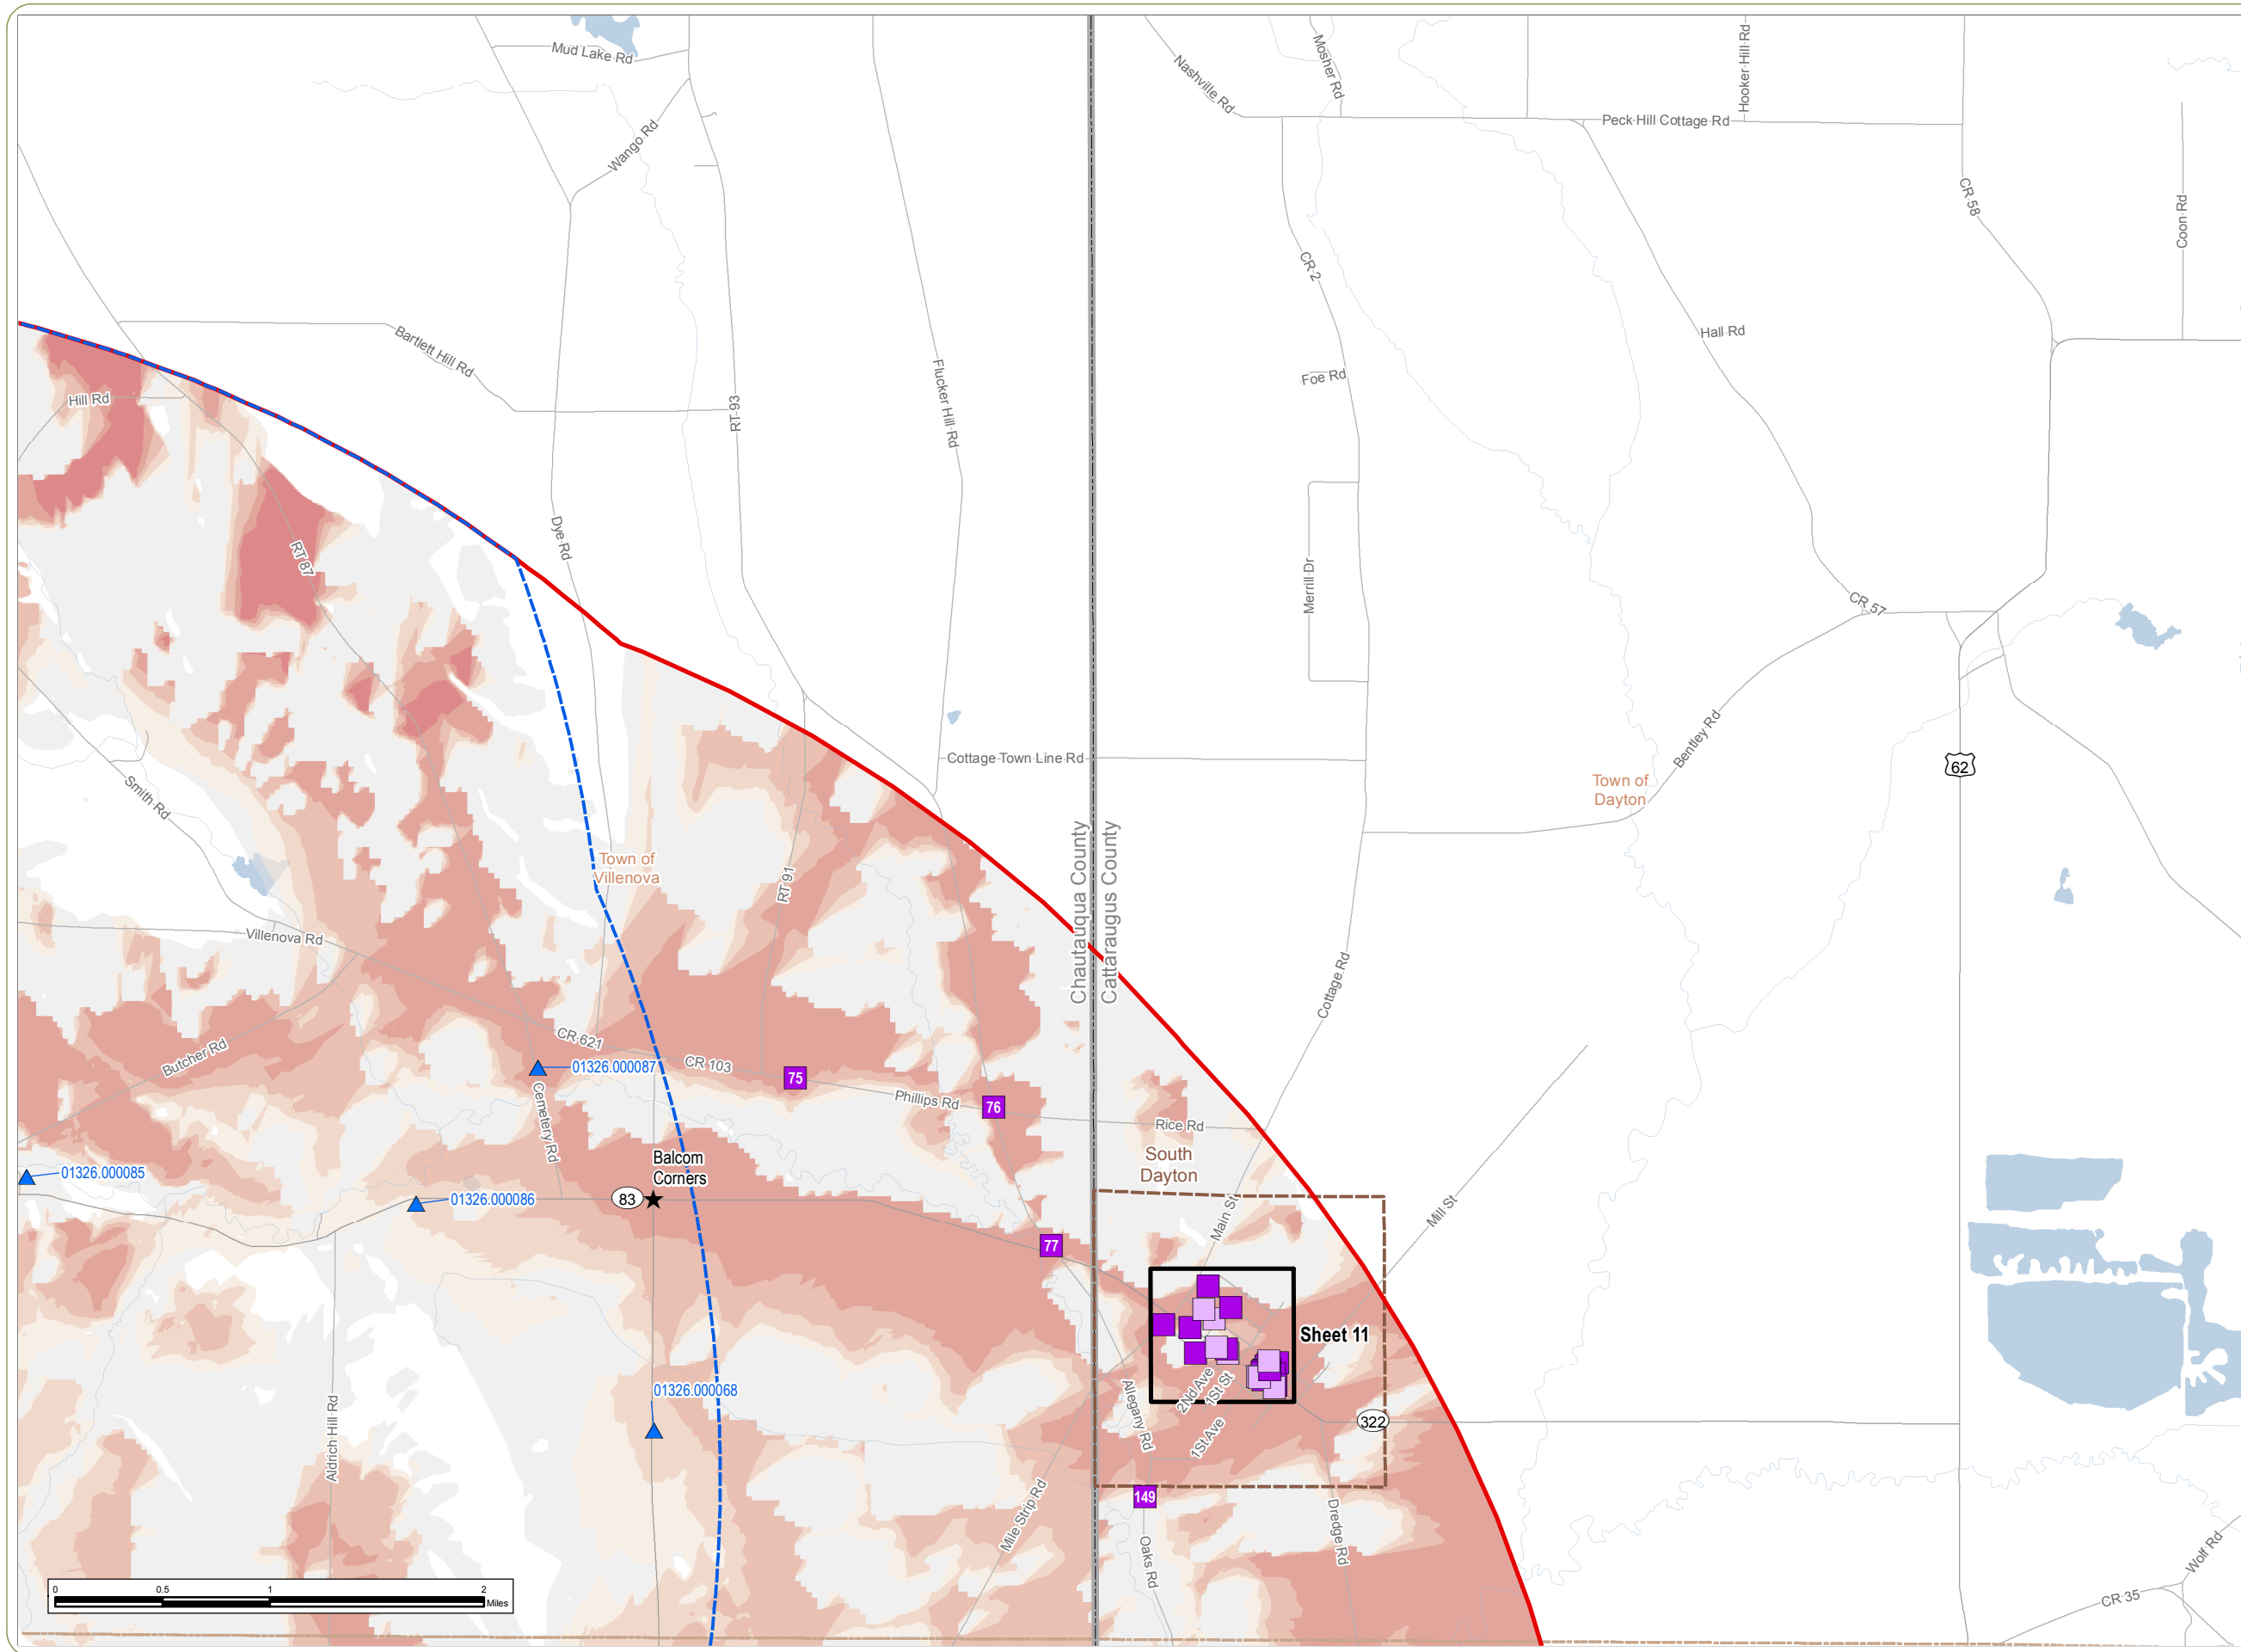 Mud Lake Rd
Nashville Rd
Mosher Rd
Hooker Hill Rd
Peck Hill Cottage Rd
Wango Rd
CR 58
Coon Rd
CR 2
Bartlett Hill Rd
Hall Rd
Foe Rd
Hill Rd
Flucker Hill Rd
RT 93
Dye Rd
RT 87
Merrill Dr
CR 57
Bentley Rd
Cottage Town Line Rd
62
Town of
Dayton
Smith Rd
Town of
Villenova
RT 91
Chautauqua County
Cattaraugus County
Villenova Rd
Cottage Rd
CR 621
Butcher Rd
01326.000087
CR 103
75
Phillips Rd
76
Cemetery Rd
Rice Rd
South
Dayton
Balcom
Corners
01326.000085
01326.000086
83
Main St
Mill St
77
Sheet 11
01326.000068
2Nd Ave
1St St
Allegany Rd
1St Ave
322
Aldrich Hill Rd
149
Mile Strip Rd
Oaks Rd
Dredge Rd
Wolf Rd
CR 35
0 0.5 1 2
Miles